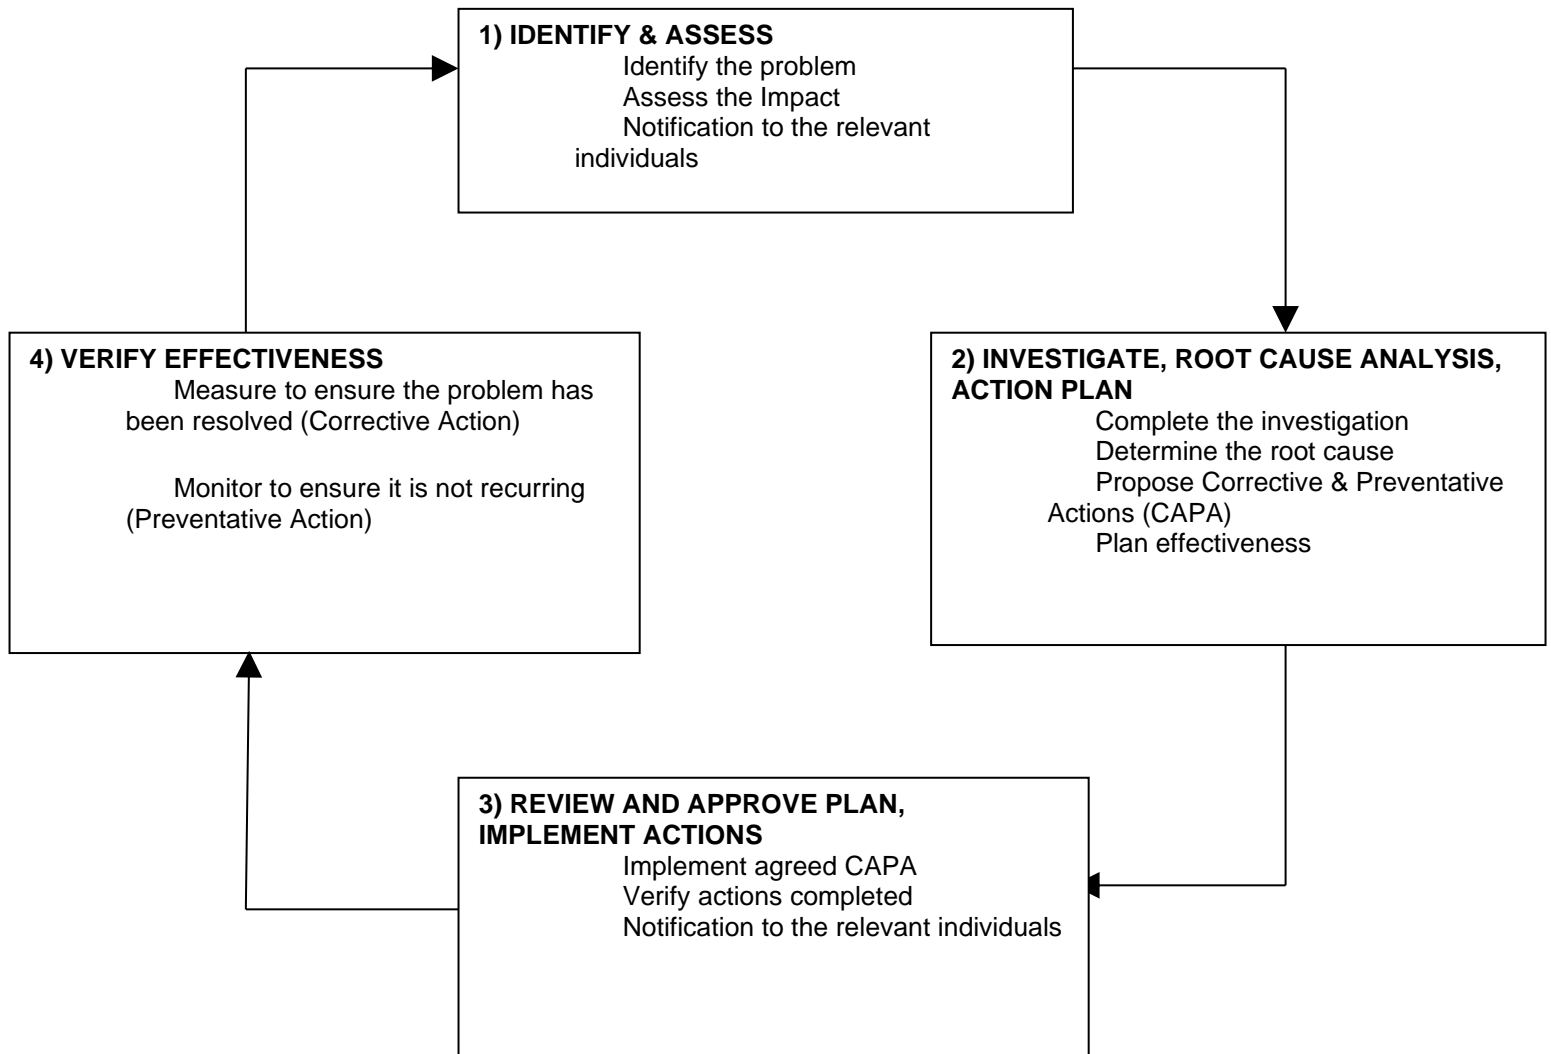 1) IDENTIFY & ASSESS
Identify the problem
Assess the Impact
Notification to the relevant
individuals
2) INVESTIGATE, ROOT CAUSE ANALYSIS,
ACTION PLAN
Complete the investigation
Determine the root cause
Propose Corrective & Preventative
Actions (CAPA)
Plan effectiveness
3) REVIEW AND APPROVE PLAN,
IMPLEMENT ACTIONS
Implement agreed CAPA
Verify actions completed
Notification to the relevant individuals
4) VERIFY EFFECTIVENESS
Measure to ensure the problem has
been resolved (Corrective Action)
Monitor to ensure it is not recurring
(Preventative Action)